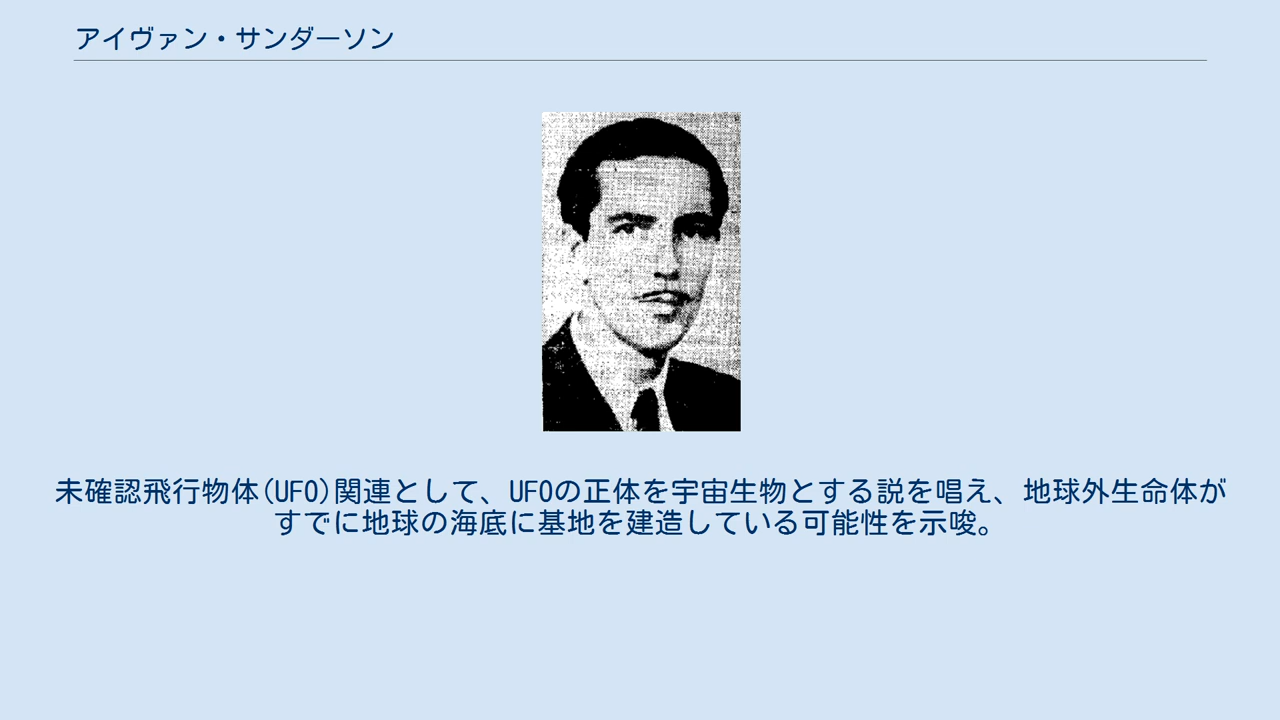 アイヴァン・サンダーソン
未確認飛行物体(UFO)関連として、UFOの正体を宇宙生物とする説を唱え、地球外生命体が
すでに地球の海底に基地を建造している可能性を示唆。